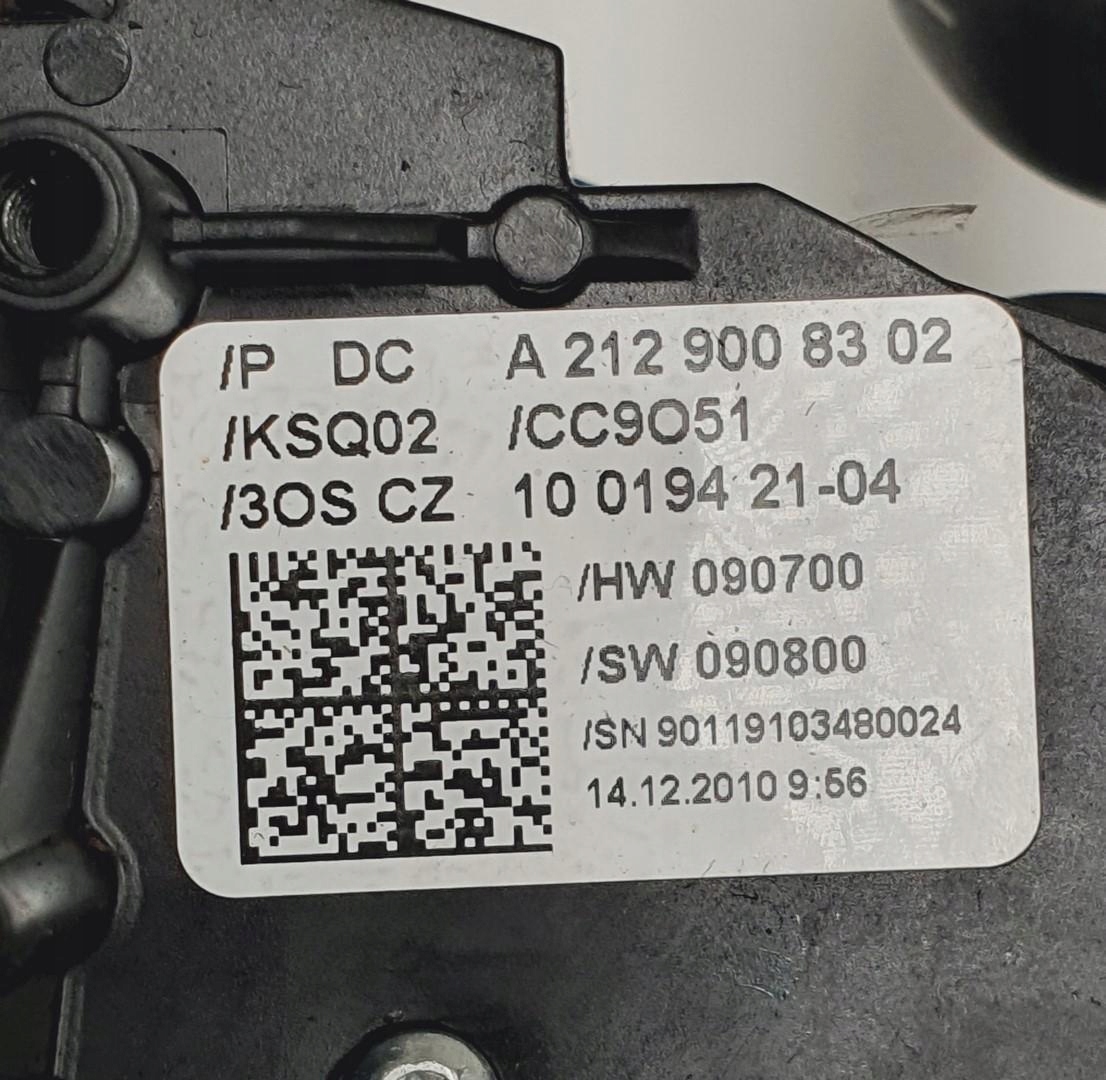 /P DC A 212 900 83 02
/KSQ02 /CC9O51
/3OS CZ 10 0194 21-04
/HW 090700
/SW 090800
/SN 90119103480024
14.12.2010 9:56